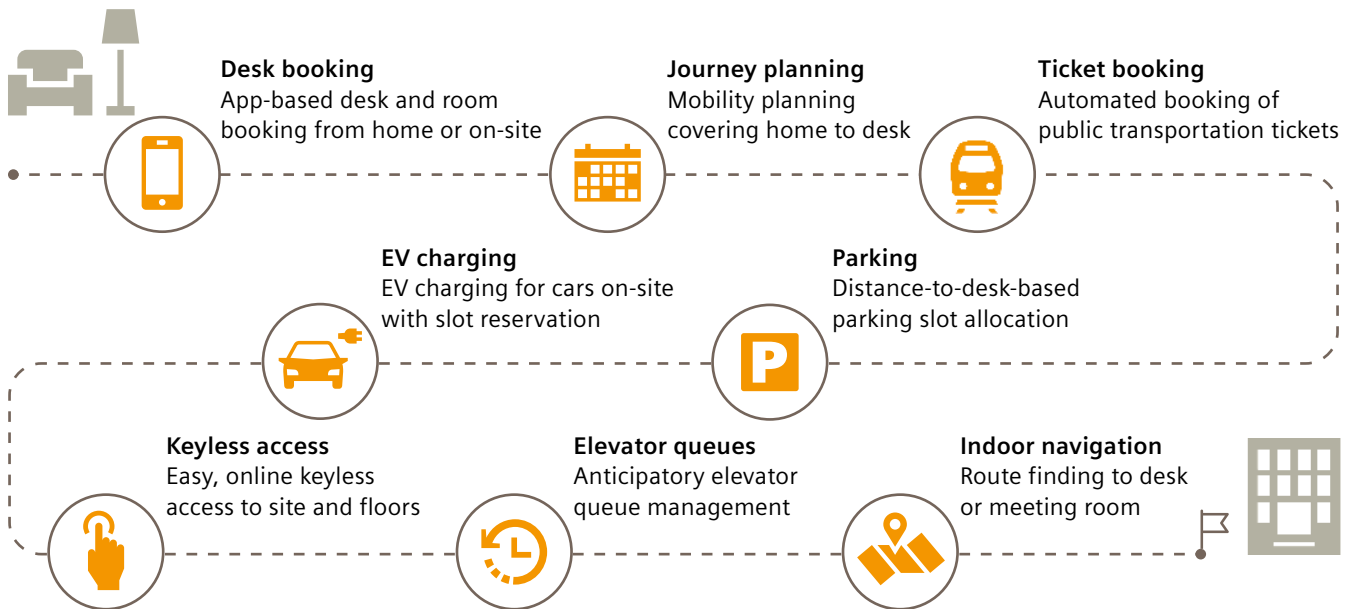 Desk booking
App-based desk and room
booking from home or on-site
Journey planning
Mobility planning
covering home to desk
Ticket booking
Automated booking of
public transportation tickets
Parking
Distance-to-desk-based
parking slot allocation
P
EV charging
EV charging for cars on-site
with slot reservation
Keyless access
Easy, online keyless
access to site and floors
Elevator queues
Anticipatory elevator
queue management
Indoor navigation
Route finding to desk
or meeting room